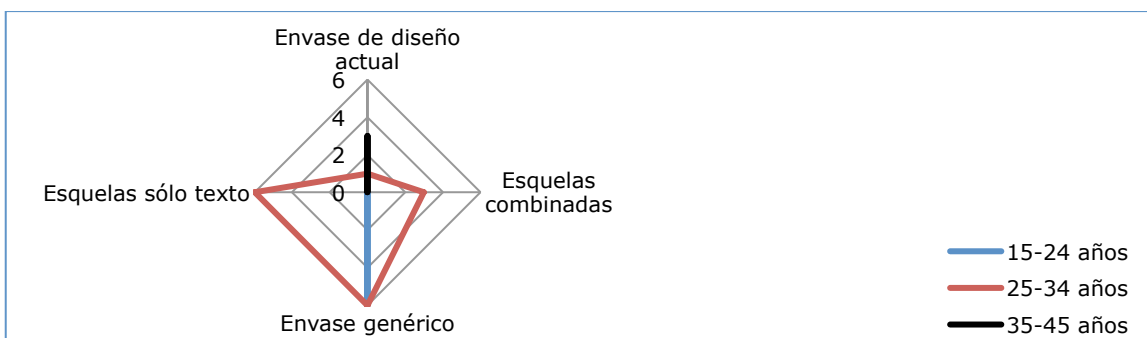 Envase de diseño
actual
6
4
2
0
Esquelas sólo texto
Esquelas
combinadas
Envase genérico
15-24 años
25-34 años
35-45 años